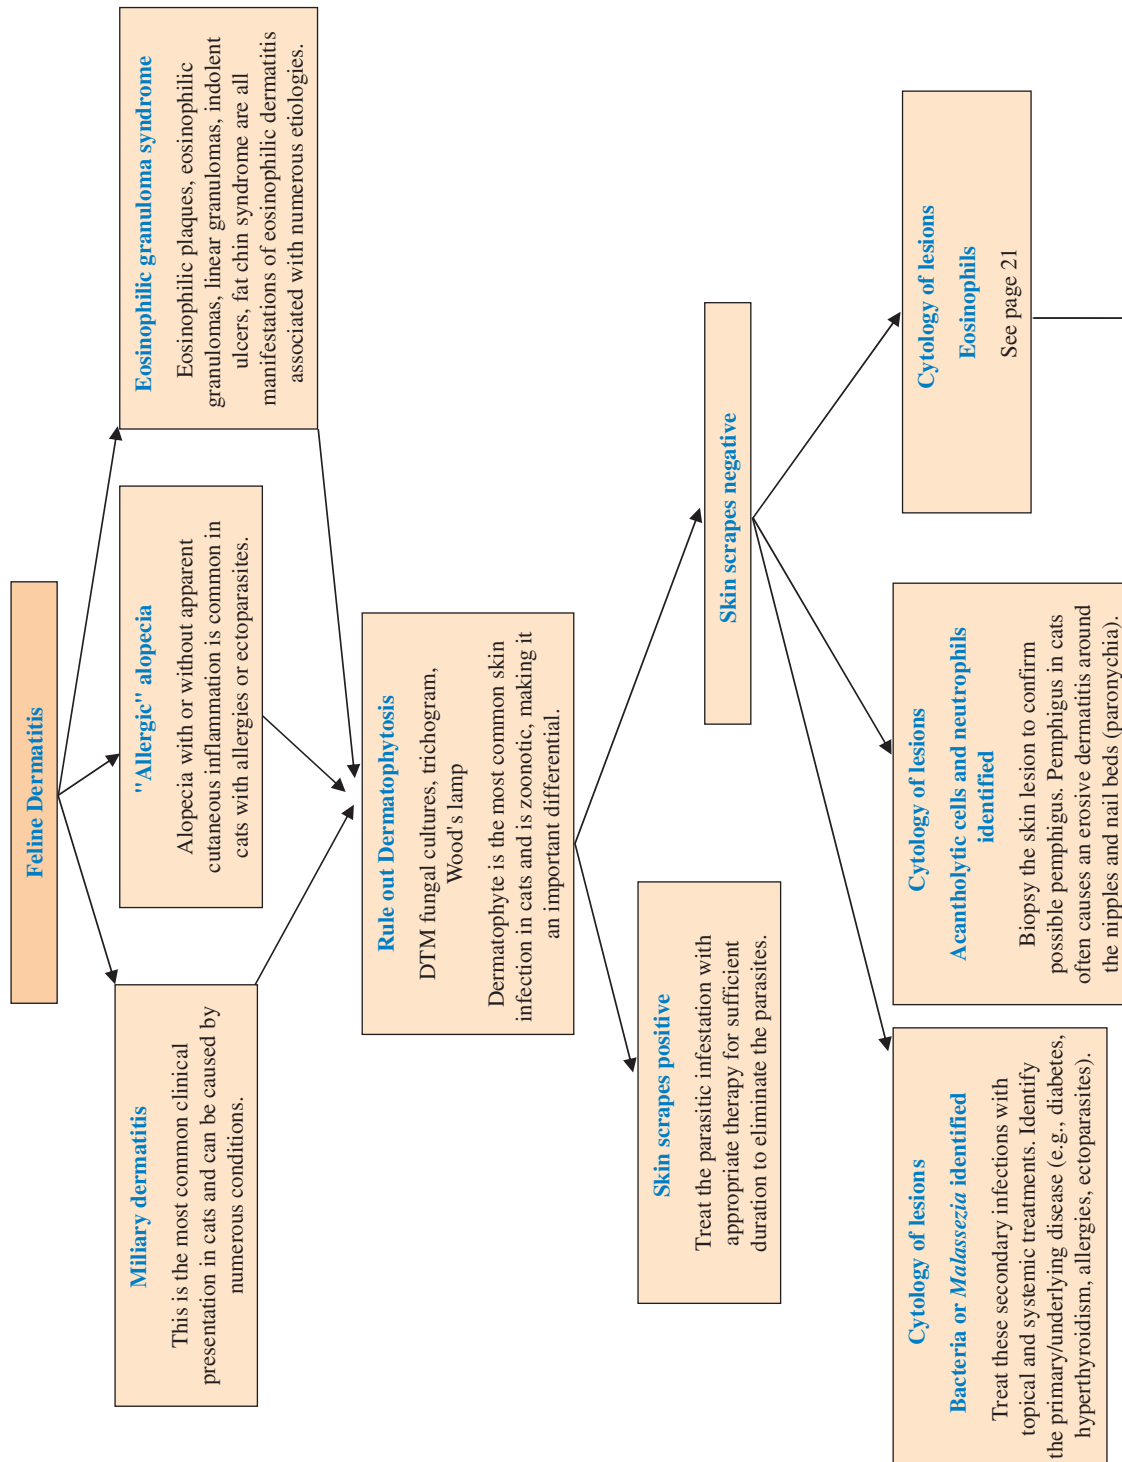 Feline Dermatitis
Miliary dermatitis
This is the most common clinical
presentation in cats and can be caused by
numerous conditions.
"Allergic" alopecia
Alopecia with or without apparent
cutaneous inflammation is common in
cats with allergies or ectoparasites.
Eosinophilic granuloma syndrome
Eosinophilic plaques, eosinophilic
granulomas, linear granulomas, indolent
ulcers, fat chin syndrome are all
manifestations of eosinophilic dermatitis
associated with numerous etiologies.
Rule out Dermatophytosis
DTM fungal cultures, trichogram,
Wood's lamp
Dermatophyte is the most common skin
infection in cats and is zoonotic, making it
an important differential.
Skin scrapes positive
Treat the parasitic infestation with
appropriate therapy for sufficient
duration to eliminate the parasites.
Skin scrapes negative
Cytology of lesions
Bacteria or Malassezia identified
Treat these secondary infections with
topical and systemic treatments. Identify
the primary/underlying disease (e.g., diabetes,
hyperthyroidism, allergies, ectoparasites).
Cytology of lesions
Acantholytic cells and neutrophils
identified
Biopsy the skin lesion to confirm
possible pemphigus. Pemphigus in cats
often causes an erosive dermatitis around
the nipples and nail beds (paronychia).
Cytology of lesions
Eosinophils
See page 21